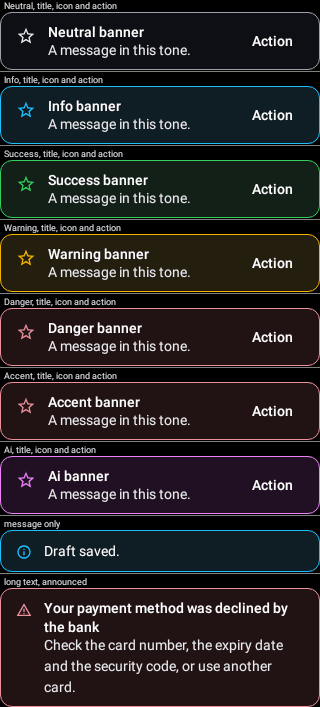 Neutral, title, icon and action
Neutral banner
A message in this tone.
Action
Info, title, icon and action
Info banner
A message in this tone.
Action
Success, title, icon and action
Success banner
A message in this tone.
Action
Warning, title, icon and action
Warning banner
A message in this tone.
Action
Danger, title, icon and action
Danger banner
A message in this tone.
Action
Accent, title, icon and action
Accent banner
A message in this tone.
Action
Ai, title, icon and action
Ai banner
A message in this tone.
Action
message only
Draft saved.
long text, announced
Your payment method was declined by
the bank
Check the card number, the expiry date
and the security code, or use another
card.